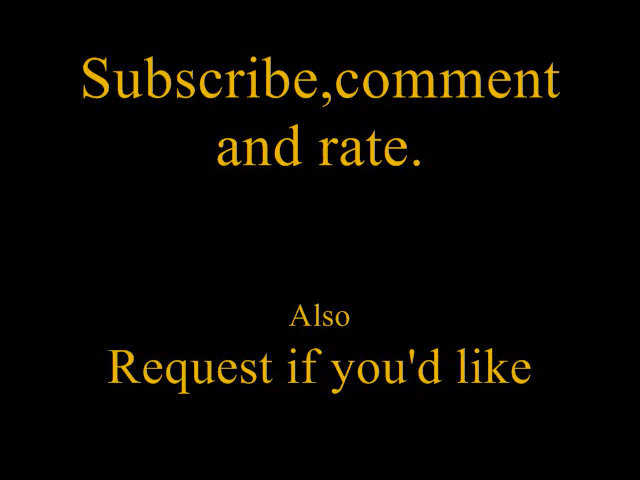 Subscribe,comment
and rate.
Also
Request if you'd like